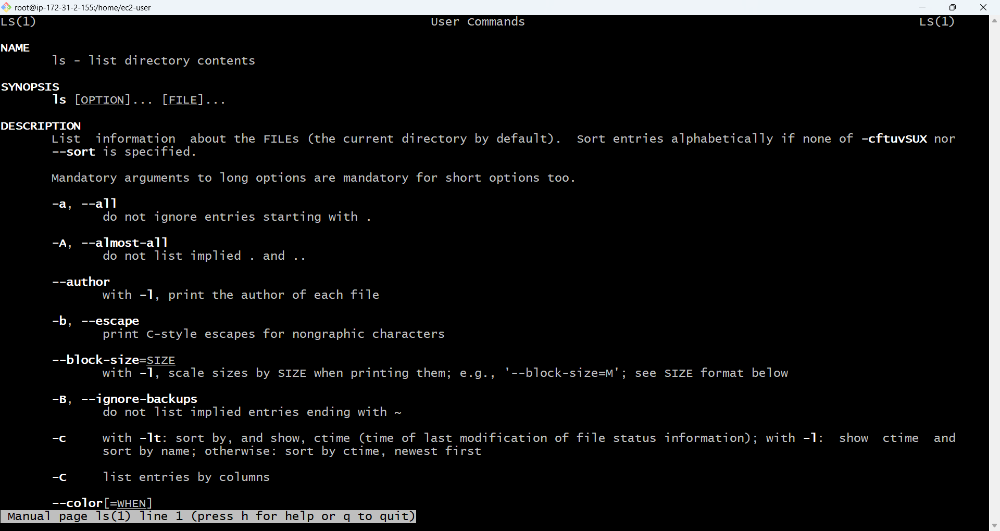 root@ip-172-31-2-155:/home/ec2-user
LS(1) User Commands LS(1)
NAME
ls - list directory contents
SYNOPSIS
ls [OPTION]... [FILE]...
DESCRIPTION
List information about the FILEs (the current directory by default). Sort entries alphabetically if none of -cftuvSUX nor
--sort is specified.
Mandatory arguments to long options are mandatory for short options too.
-a, --all
do not ignore entries starting with .
-A, --almost-all
do not list implied . and ..
--author
with -l, print the author of each file
-b, --escape
print C-style escapes for nongraphic characters
--block-size=SIZE
with -l, scale sizes by SIZE when printing them; e.g., '--block-size=M'; see SIZE format below
-B, --ignore-backups
do not list implied entries ending with ~
-c with -lt: sort by, and show, ctime (time of last modification of file status information); with -l: show ctime and
sort by name; otherwise: sort by ctime, newest first
-C list entries by columns
--color[=WHEN]
Manual page ls(1) line 1 (press h for help or q to quit)